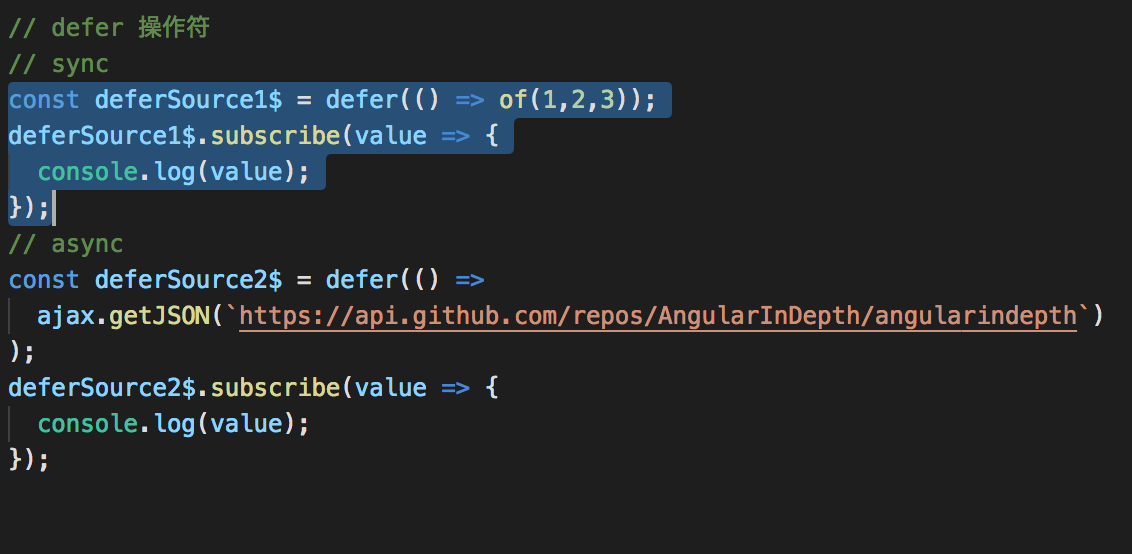 // defer 操作符
// sync
const deferSource1$ = defer(() => of(1,2,3));
deferSource1$.subscribe(value => {
  console.log(value);
});
// async
const deferSource2$ = defer(() =>
  ajax.getJSON(`https://api.github.com/repos/AngularInDepth/angularindepth`)
);
deferSource2$.subscribe(value => {
  console.log(value);
});